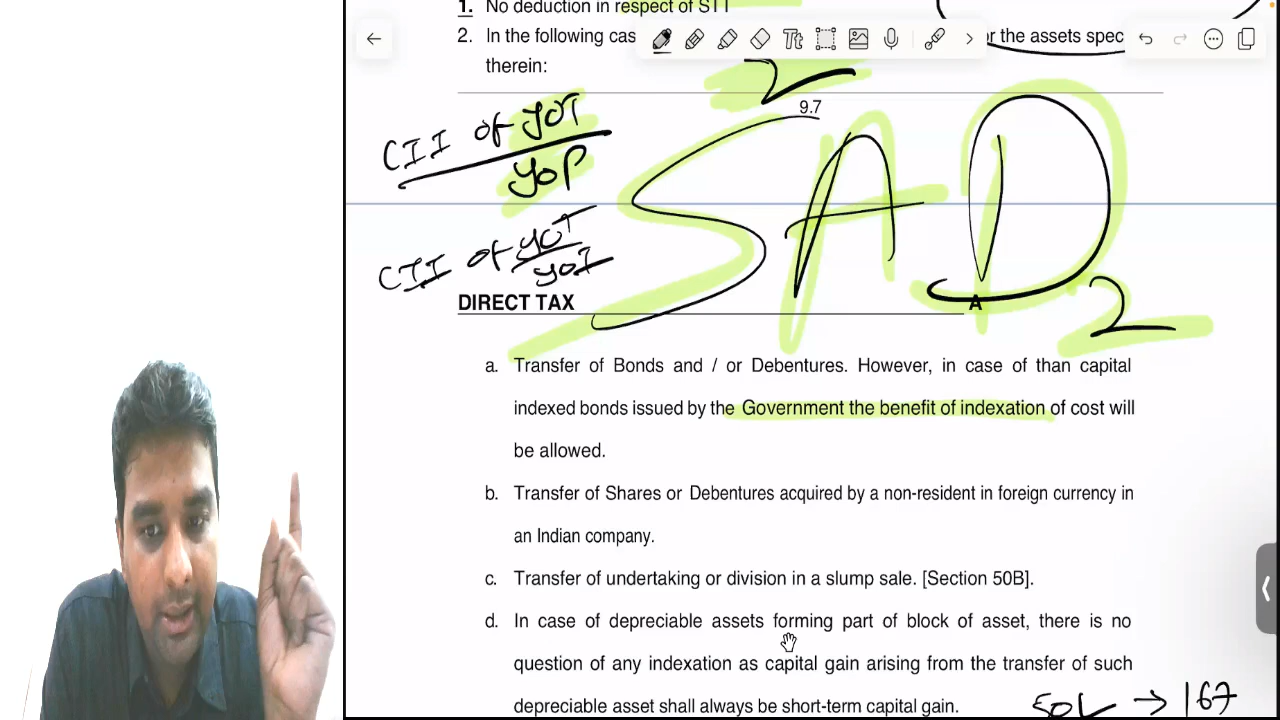 1. No deduction in respect of STT
2. In the following cas
r the assets spec
therein:
Tt
2
9.7
CII of YOT
YOP
SAD
CII of YOT
YOI
2
DIRECT TAX
A
a. Transfer of Bonds and / or Debentures. However, in case of than capital
indexed bonds issued by the Government the benefit of indexation of cost will
be allowed.
b. Transfer of Shares or Debentures acquired by a non-resident in foreign currency in
an Indian company.
c. Transfer of undertaking or division in a slump sale. [Section 50B].
d. In case of depreciable assets forming part of block of asset, there is no
question of any indexation as capital gain arising from the transfer of such
depreciable asset shall always be short-term capital gain.
→ 167